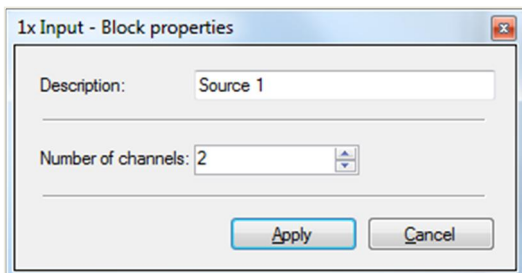 1x Input - Block properties
Description: Source 1
Number of channels: 2
Apply Cancel